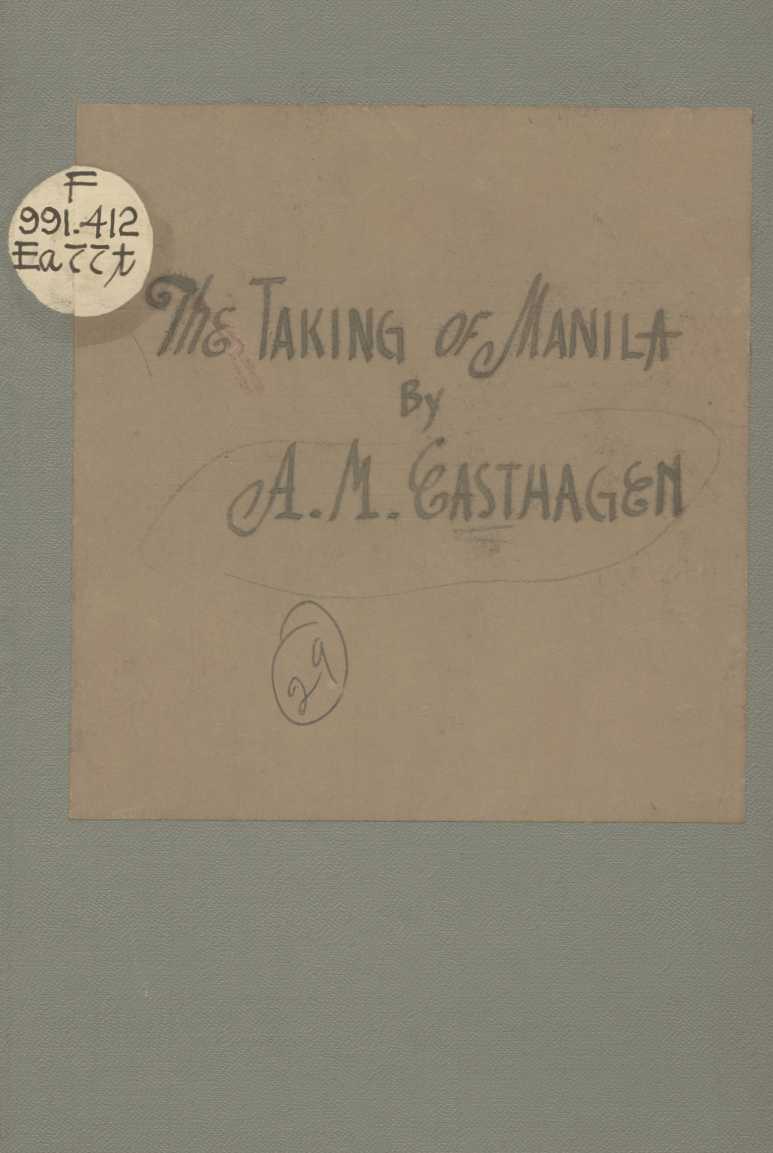 F
991.412
Ea77t
The TAKING OF MANILA
By
A. M. EASTHAGEN
29